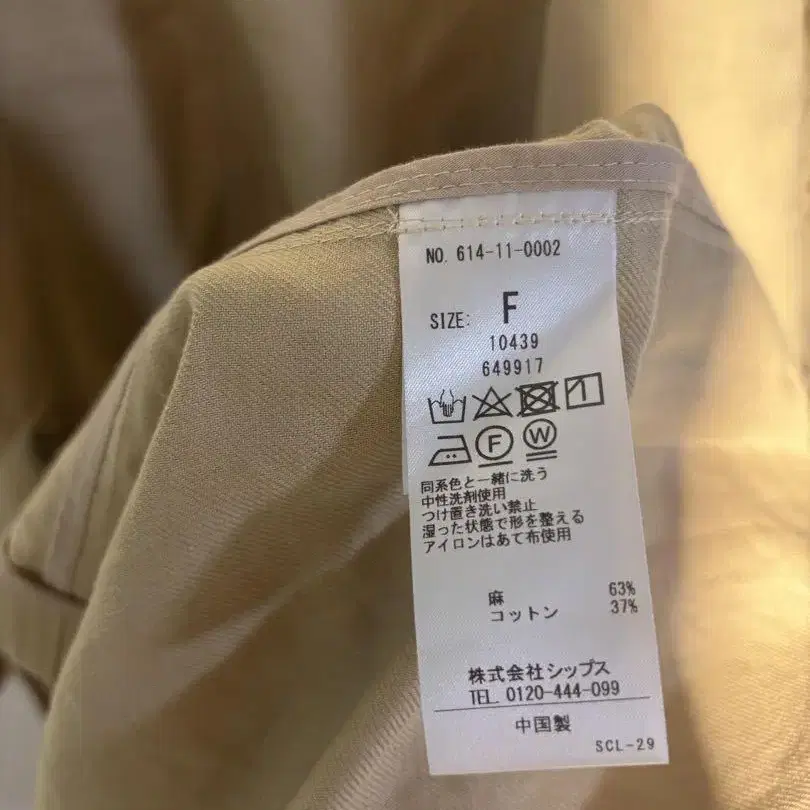 NO. 614-11-0002
SIZE: F
10439
649917
F W
同系色と一緒に洗う
中性洗剤使用
つけ置き洗い禁止
湿った状態で形を整える
アイロンはあて布使用
麻 63%
コットン 37%
株式会社シップス
TEL. 0120-444-099
中国製
SCL-29